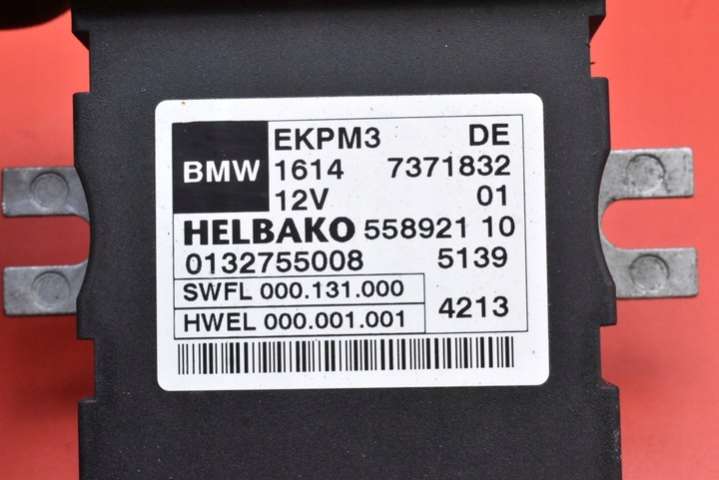 BMW EKPM3 DE
1614 7371832
12V 01
HELBAKO 558921 10
0132755008 5139
SWFL 000.131.000
HWEL 000.001.001 4213